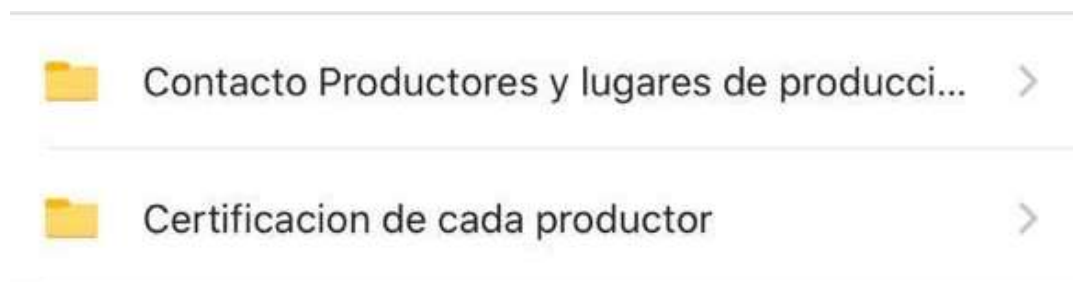 Contacto Productores y lugares de producci...
Certificacion de cada productor